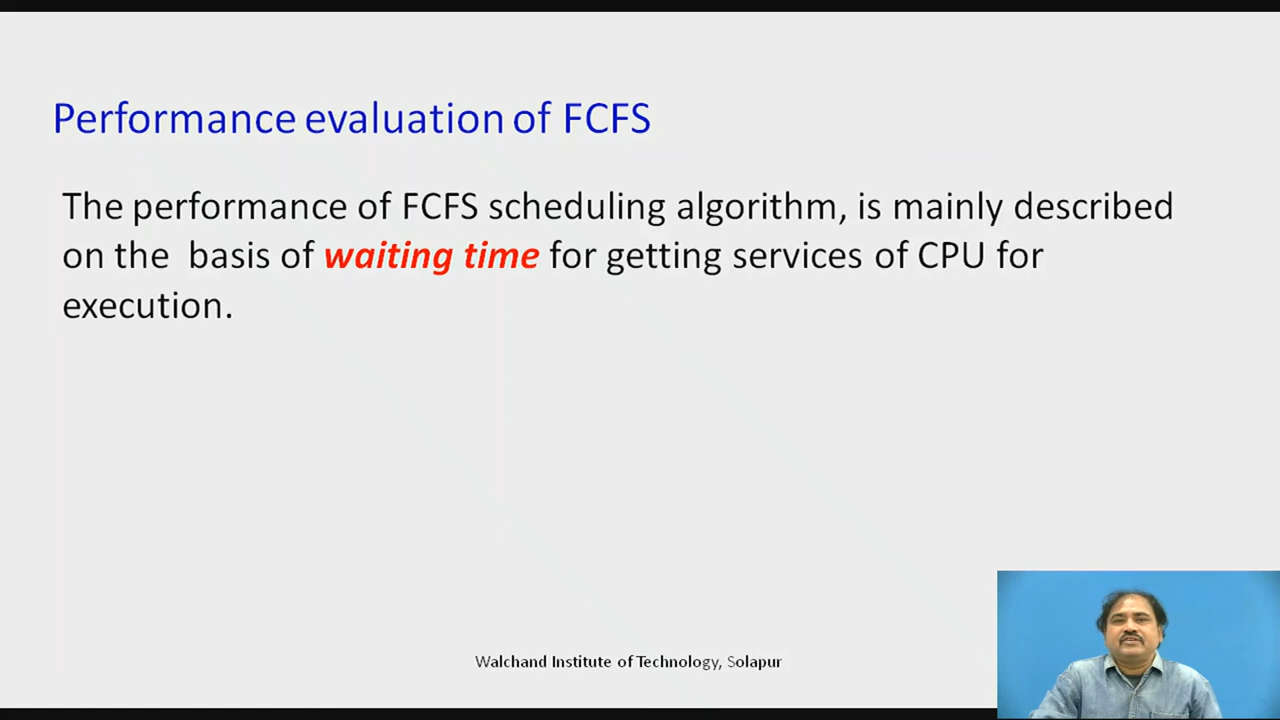 Performance evaluation of FCFS
The performance of FCFS scheduling algorithm, is mainly described
on the basis of waiting time for getting services of CPU for
execution.
Walchand Institute of Technology, Solapur